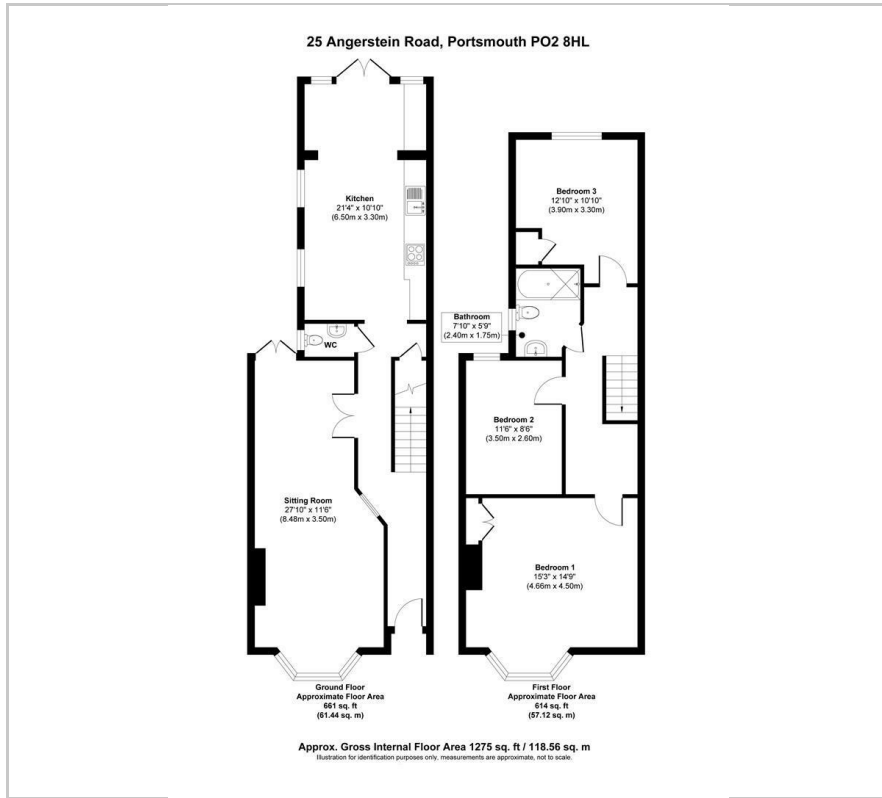 25 Angerstein Road, Portsmouth PO2 8HL
Kitchen
21'4" x 10'10"
(6.50m x 3.30m)
WC
Sitting Room
27'10" x 11'6"
(8.48m x 3.50m)
Ground Floor
Approximate Floor Area
661 sq. ft
(61.44 sq. m)
Bedroom 3
12'10" x 10'10"
(3.90m x 3.30m)
Bathroom
7'10" x 5'9"
(2.40m x 1.75m)
Bedroom 2
11'6" x 8'6"
(3.50m x 2.60m)
Bedroom 1
15'3" x 14'9"
(4.66m x 4.50m)
First Floor
Approximate Floor Area
614 sq. ft
(57.12 sq. m)
Approx. Gross Internal Floor Area 1275 sq. ft / 118.56 sq. m
Illustration for identification purposes only, measurements are approximate, not to scale.